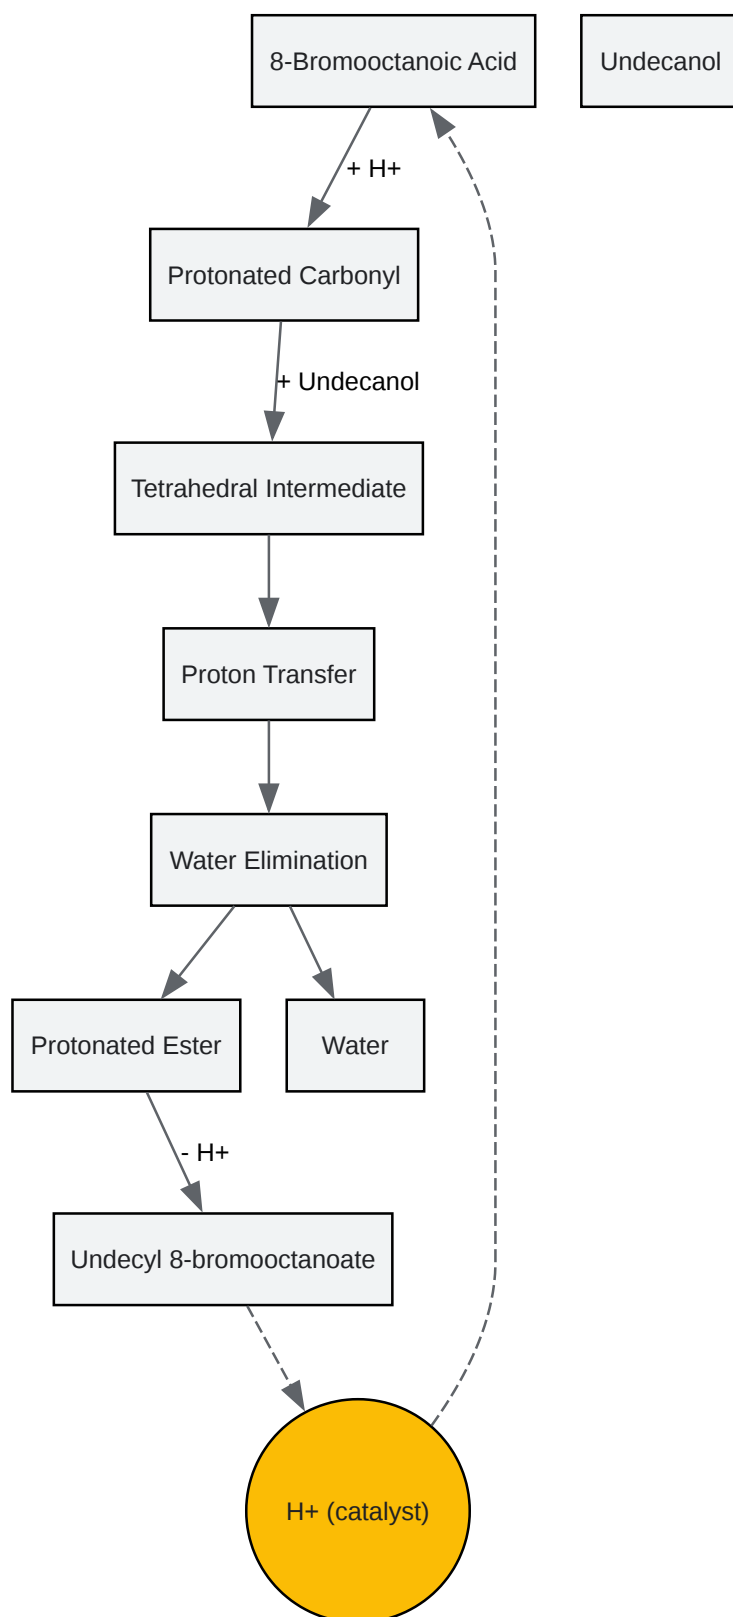 8-Bromooctanoic Acid
Undecanol
+ H+
Protonated Carbonyl
+ Undecanol
Tetrahedral Intermediate
Proton Transfer
Water Elimination
Protonated Ester
Water
- H+
Undecyl 8-bromooctanoate
H+ (catalyst)